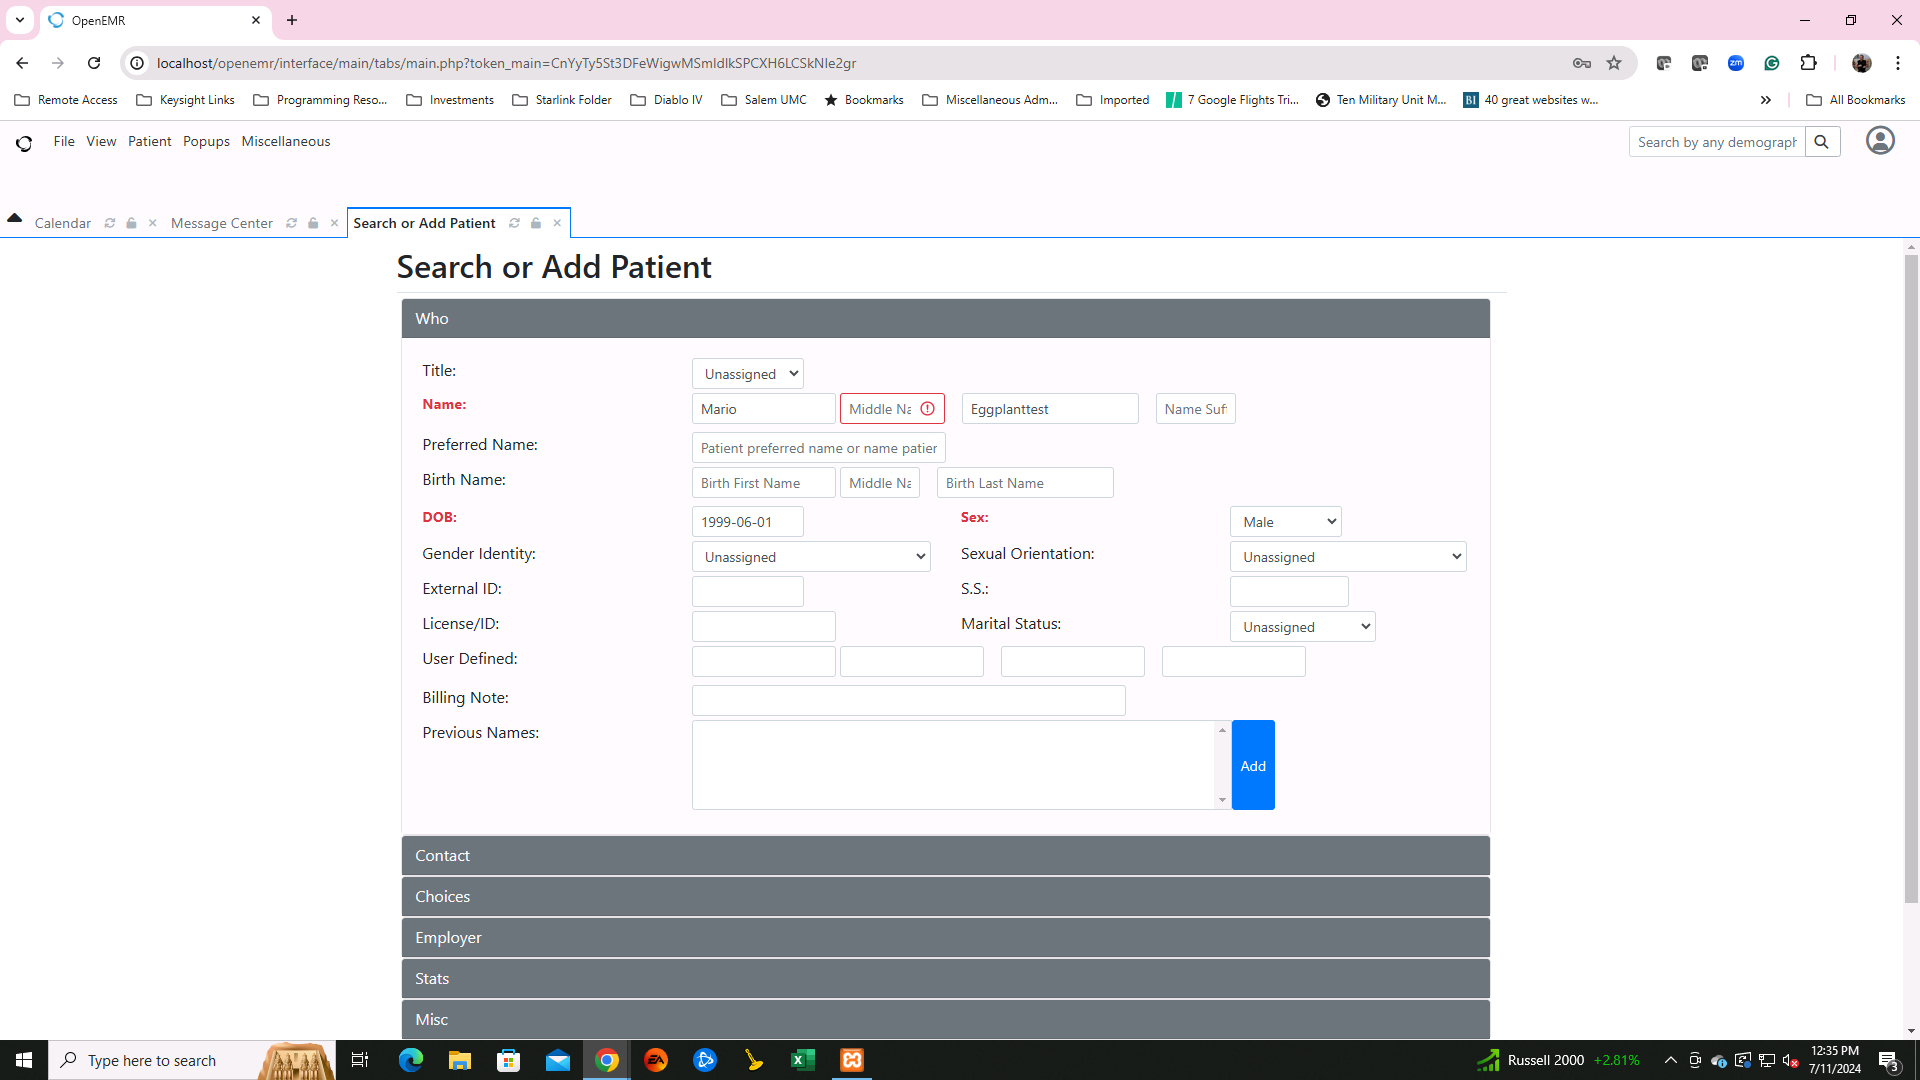 OpenEMR
localhost/openemr/interface/main/tabs/main.php?token_main=CnYyTy5St3DFeWigwMSmldlkSPCXH6LCSkNle2gr
Remote Access Keysight Links Programming Reso... Investments Starlink Folder Diablo IV Salem UMC Bookmarks Miscellaneous Adm... Imported 7 Google Flights Tri... Ten Military Unit M... BI 40 great websites w... » All Bookmarks
File View Patient Popups Miscellaneous
Search by any demograph
Calendar Message Center Search or Add Patient
Search or Add Patient
Who
Title: Unassigned
Name: Mario Middle Na Eggplanttest Name Suf
Preferred Name: Patient preferred name or name patier
Birth Name: Birth First Name Middle Na Birth Last Name
DOB: 1999-06-01 Sex: Male
Gender Identity: Unassigned Sexual Orientation: Unassigned
External ID: S.S.:
License/ID: Marital Status: Unassigned
User Defined:
Billing Note:
Previous Names:
Add
Contact
Choices
Employer
Stats
Misc
Type here to search
EA
Russell 2000 +2.81%
12:35 PM
7/11/2024
3